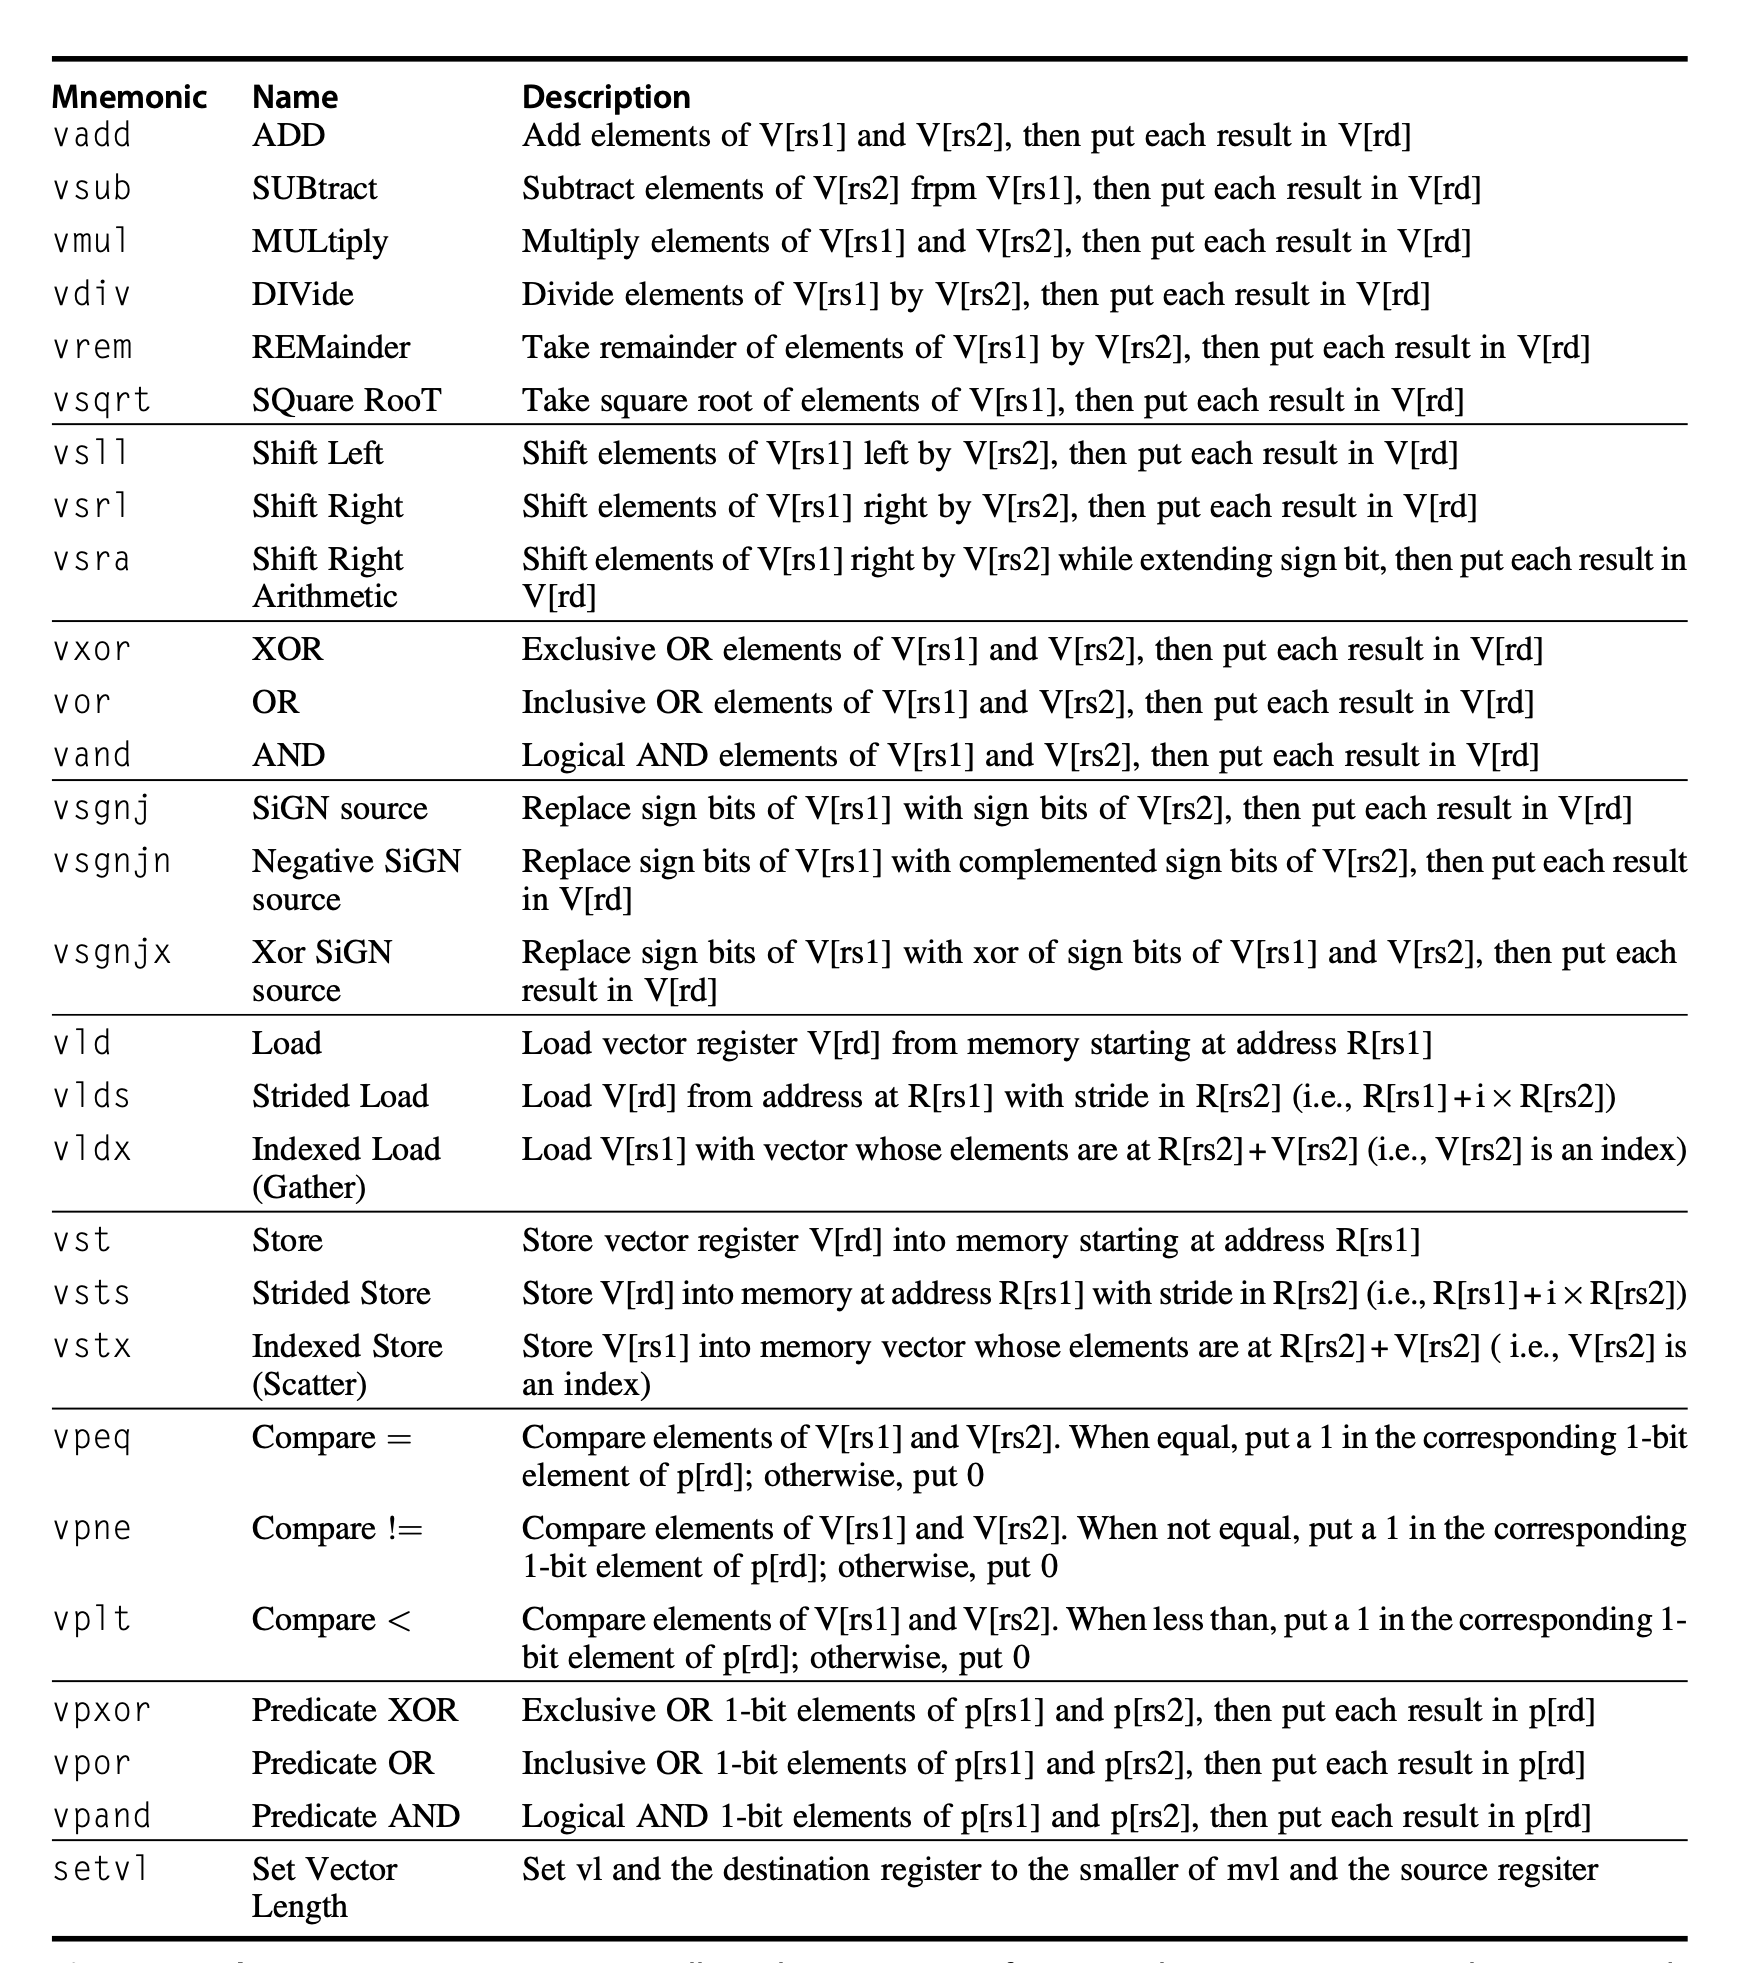 Mnemonic Name Description
vadd ADD Add elements of V[rs1] and V[rs2], then put each result in V[rd]
vsub SUBtract Subtract elements of V[rs2] frpm V[rs1], then put each result in V[rd]
vmul MULtiply Multiply elements of V[rs1] and V[rs2], then put each result in V[rd]
vdiv DIVide Divide elements of V[rs1] by V[rs2], then put each result in V[rd]
vrem REMainder Take remainder of elements of V[rs1] by V[rs2], then put each result in V[rd]
vsqrt SQuare RooT Take square root of elements of V[rs1], then put each result in V[rd]
vsll Shift Left Shift elements of V[rs1] left by V[rs2], then put each result in V[rd]
vsrl Shift Right Shift elements of V[rs1] right by V[rs2], then put each result in V[rd]
vsra Shift Right Shift elements of V[rs1] right by V[rs2] while extending sign bit, then put each result in
Arithmetic V[rd]
vxor XOR Exclusive OR elements of V[rs1] and V[rs2], then put each result in V[rd]
vor OR Inclusive OR elements of V[rs1] and V[rs2], then put each result in V[rd]
vand AND Logical AND elements of V[rs1] and V[rs2], then put each result in V[rd]
vsgnj SiGN source Replace sign bits of V[rs1] with sign bits of V[rs2], then put each result in V[rd]
vsgnjn Negative SiGN Replace sign bits of V[rs1] with complemented sign bits of V[rs2], then put each result
source in V[rd]
vsgnjx Xor SiGN Replace sign bits of V[rs1] with xor of sign bits of V[rs1] and V[rs2], then put each
source result in V[rd]
vld Load Load vector register V[rd] from memory starting at address R[rs1]
vlds Strided Load Load V[rd] from address at R[rs1] with stride in R[rs2] (i.e., R[rs1]+i×R[rs2])
vldx Indexed Load Load V[rs1] with vector whose elements are at R[rs2]+V[rs2] (i.e., V[rs2] is an index)
(Gather)
vst Store Store vector register V[rd] into memory starting at address R[rs1]
vsts Strided Store Store V[rd] into memory at address R[rs1] with stride in R[rs2] (i.e., R[rs1]+i×R[rs2])
vstx Indexed Store Store V[rs1] into memory vector whose elements are at R[rs2]+V[rs2] ( i.e., V[rs2] is
(Scatter) an index)
vpeq Compare = Compare elements of V[rs1] and V[rs2]. When equal, put a 1 in the corresponding 1-bit
element of p[rd]; otherwise, put 0
vpne Compare != Compare elements of V[rs1] and V[rs2]. When not equal, put a 1 in the corresponding
1-bit element of p[rd]; otherwise, put 0
vplt Compare < Compare elements of V[rs1] and V[rs2]. When less than, put a 1 in the corresponding 1-
bit element of p[rd]; otherwise, put 0
vpxor Predicate XOR Exclusive OR 1-bit elements of p[rs1] and p[rs2], then put each result in p[rd]
vpor Predicate OR Inclusive OR 1-bit elements of p[rs1] and p[rs2], then put each result in p[rd]
vpand Predicate AND Logical AND 1-bit elements of p[rs1] and p[rs2], then put each result in p[rd]
setvl Set Vector Set vl and the destination register to the smaller of mvl and the source regsiter
Length